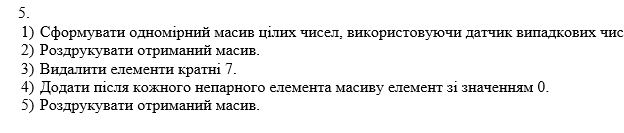 5.
1) Сформувати одномірний масив цілих чисел, використовуючи датчик випадкових чис
2) Роздрукувати отриманий масив.
3) Видалити елементи кратні 7.
4) Додати після кожного непарного елемента масиву елемент зі значенням 0.
5) Роздрукувати отриманий масив.